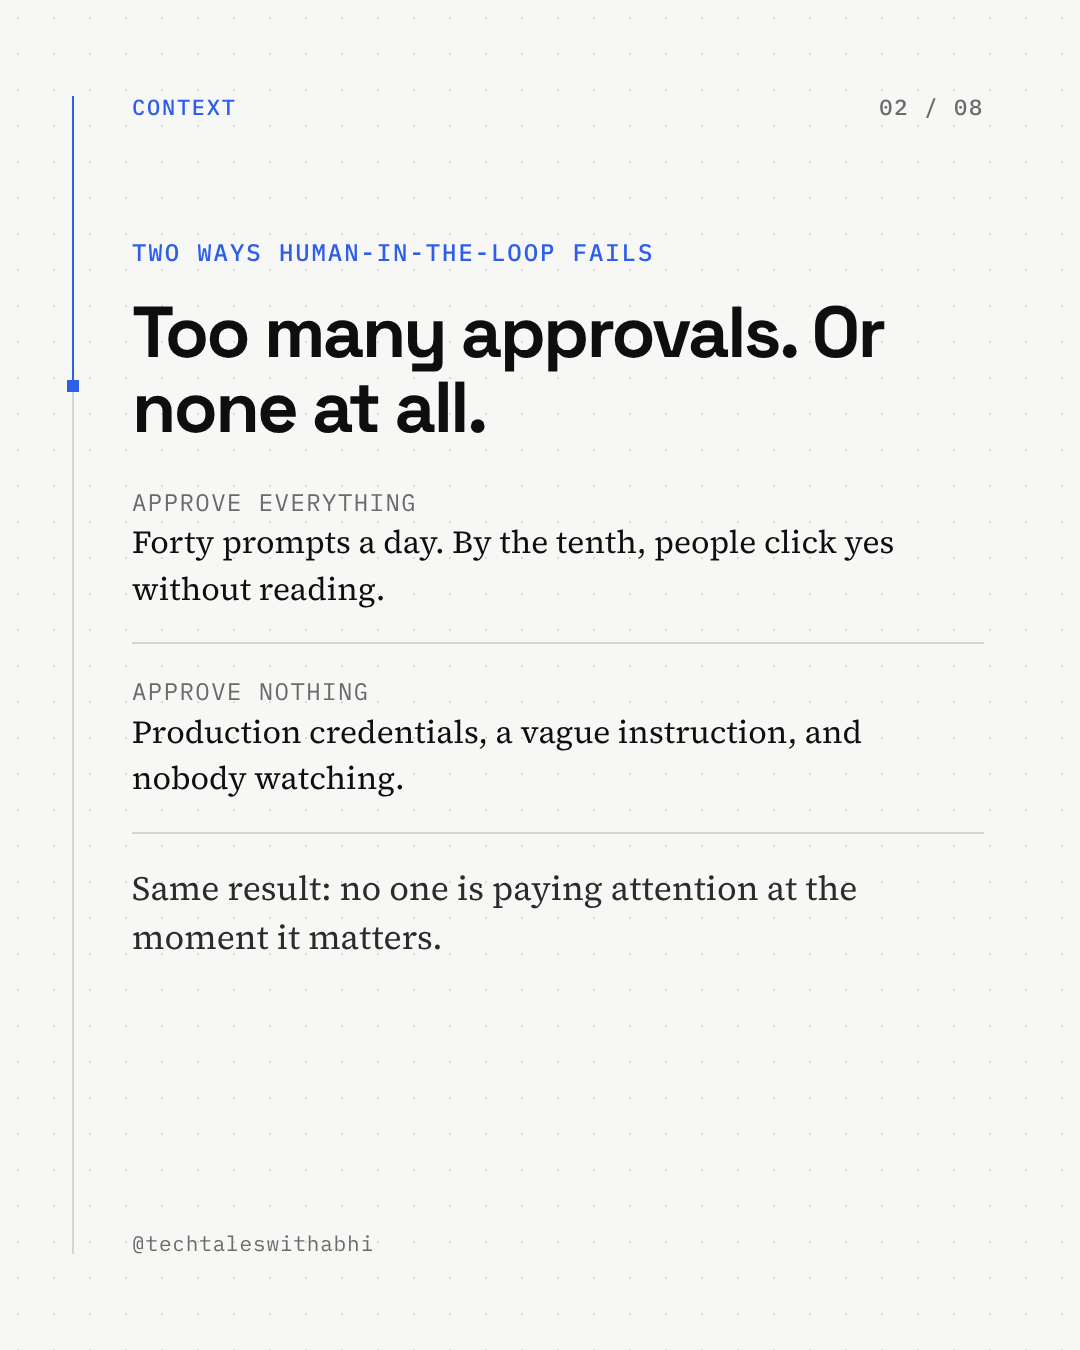 CONTEXT
02 / 08
TWO WAYS HUMAN-IN-THE-LOOP FAILS
Too many approvals. Or
none at all.
APPROVE EVERYTHING
Forty prompts a day. By the tenth, people click yes
without reading.
APPROVE NOTHING
Production credentials, a vague instruction, and
nobody watching.
Same result: no one is paying attention at the
moment it matters.
@techtaleswithabhi